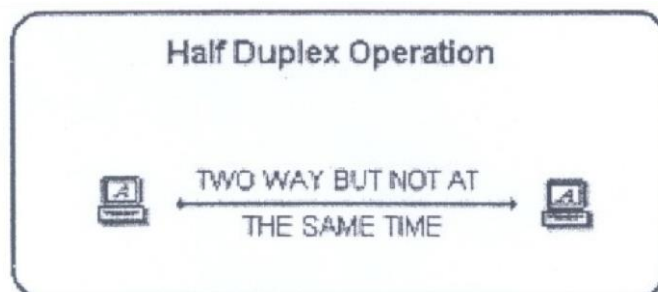 Half Duplex Operation
TWO WAY BUT NOT AT
THE SAME TIME
A
A